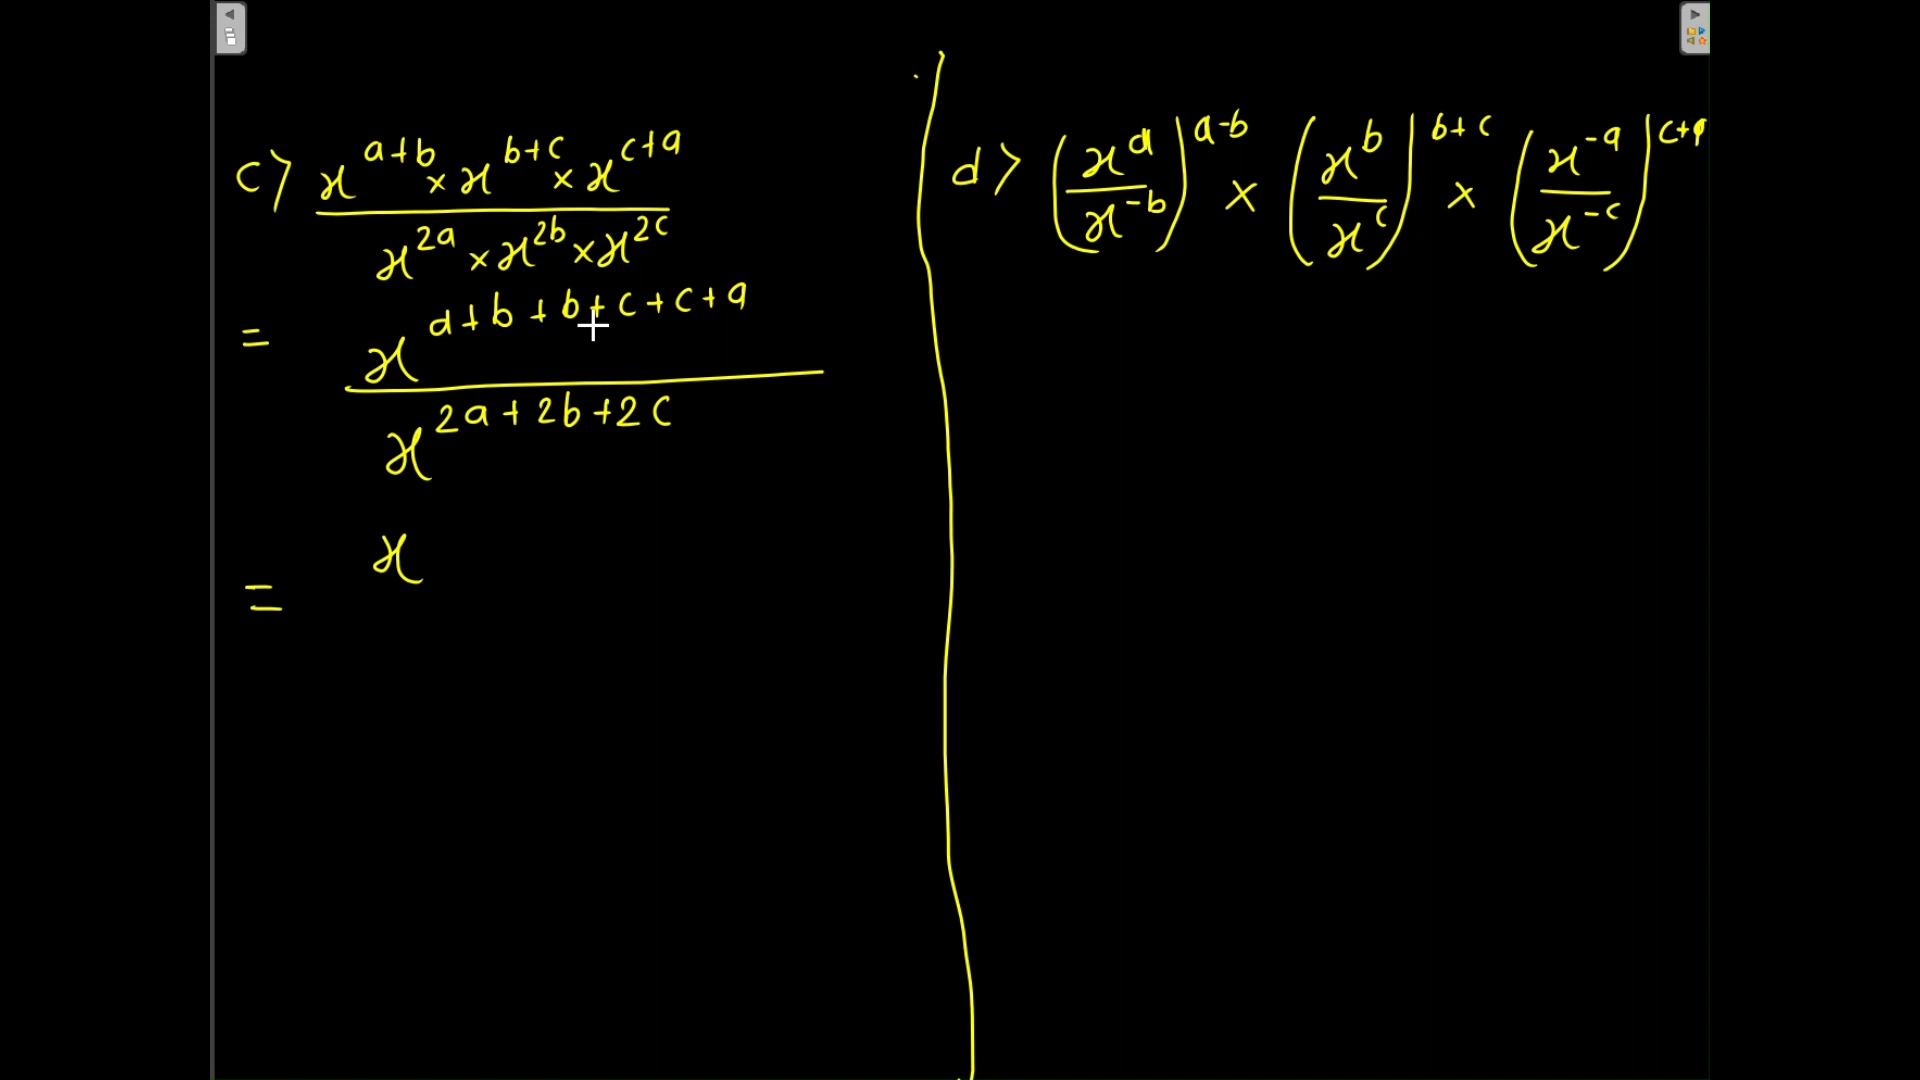 c> x^{a+b} × x^{b+c} × x^{c+a}
x^{2a} × x^{2b} × x^{2c}
= x^{a+b+b+c+c+a}
x^{2a+2b+2c}
= x
d> (x^a / x^{-b})^{a-b} × (x^b / x^c)^{b+c} × (x^{-a} / x^{-c})^{c+a}